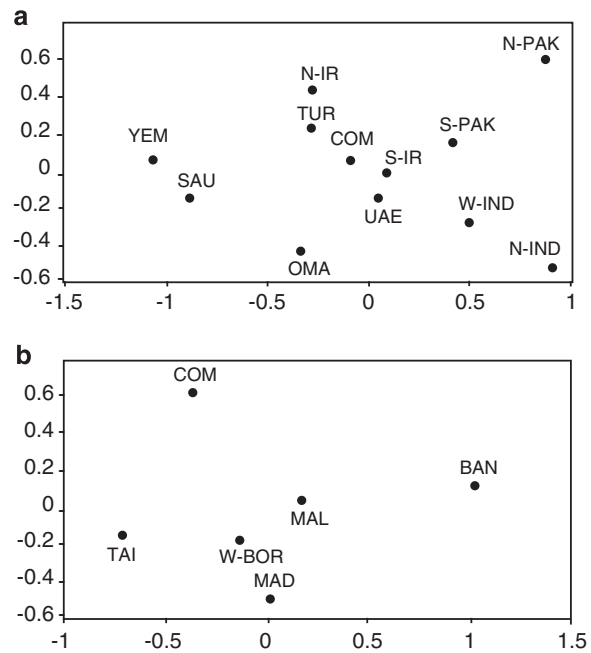 a
0.6
0.4
0.2
0
-0.2
-0.4
-0.6
N-PAK
N-IR
TUR
S-PAK
YEM
COM
S-IR
SAU
W-IND
UAE
N-IND
OMA
-1.5
-1
-0.5
0
0.5
1
b
0.6
0.4
0.2
0
-0.2
-0.4
-0.6
COM
BAN
MAL
TAI
W-BOR
MAD
-1
-0.5
0
0.5
1
1.5